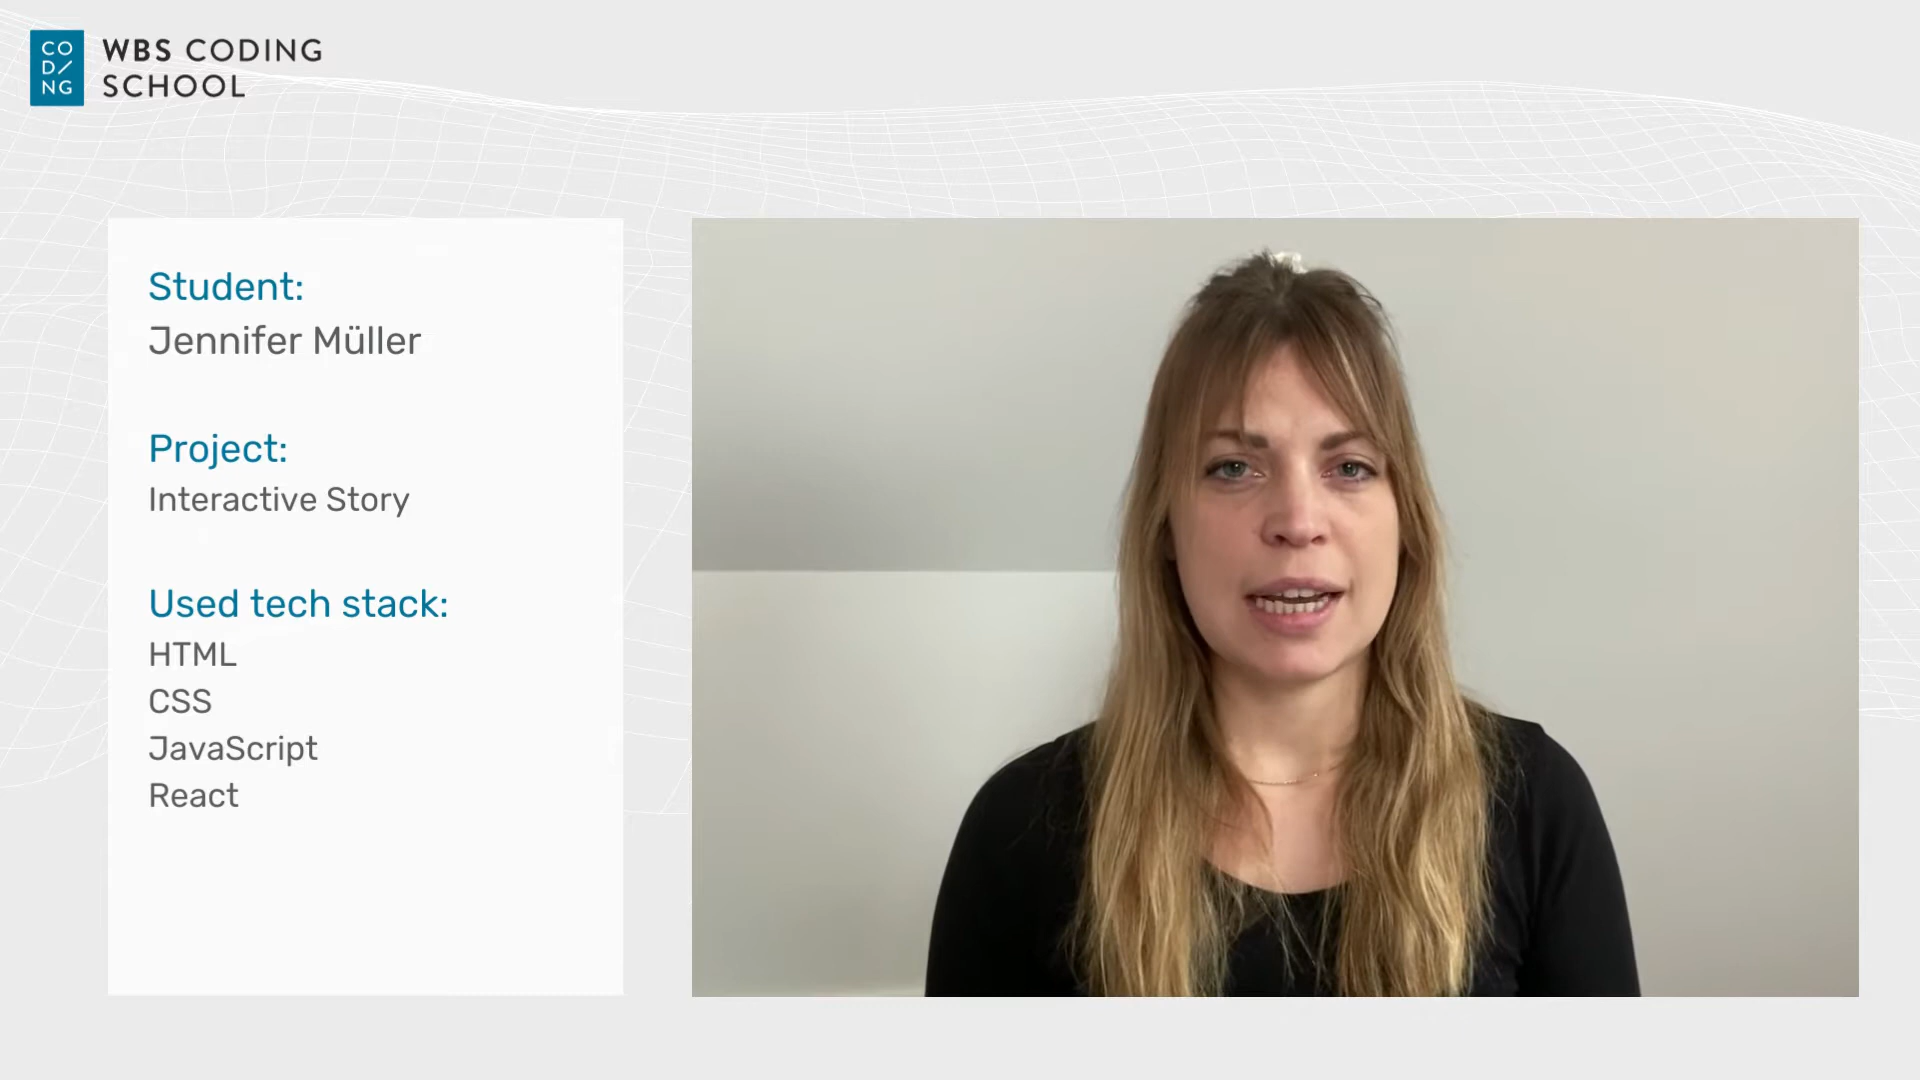 CO
D/
NG
WBS CODING
SCHOOL
Student:
Jennifer Müller
Project:
Interactive Story
Used tech stack:
HTML
CSS
JavaScript
React